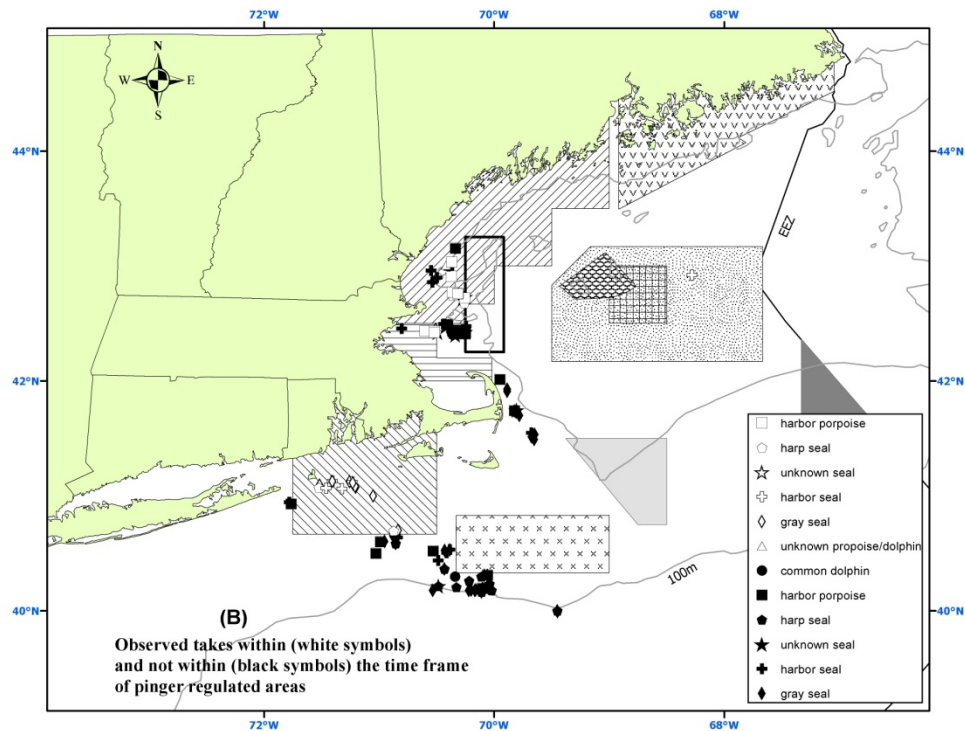 72°W 70°W 68°W
N
W E
S
44°N 44°N
EEZ
42°N 42°N
harbor porpoise
harp seal
unknown seal
harbor seal
gray seal
unknown propoise/dolphin
common dolphin
harbor porpoise
harp seal
unknown seal
harbor seal
gray seal
100m
40°N 40°N
(B)
Observed takes within (white symbols)
and not within (black symbols) the time frame
of pinger regulated areas
72°W 70°W 68°W